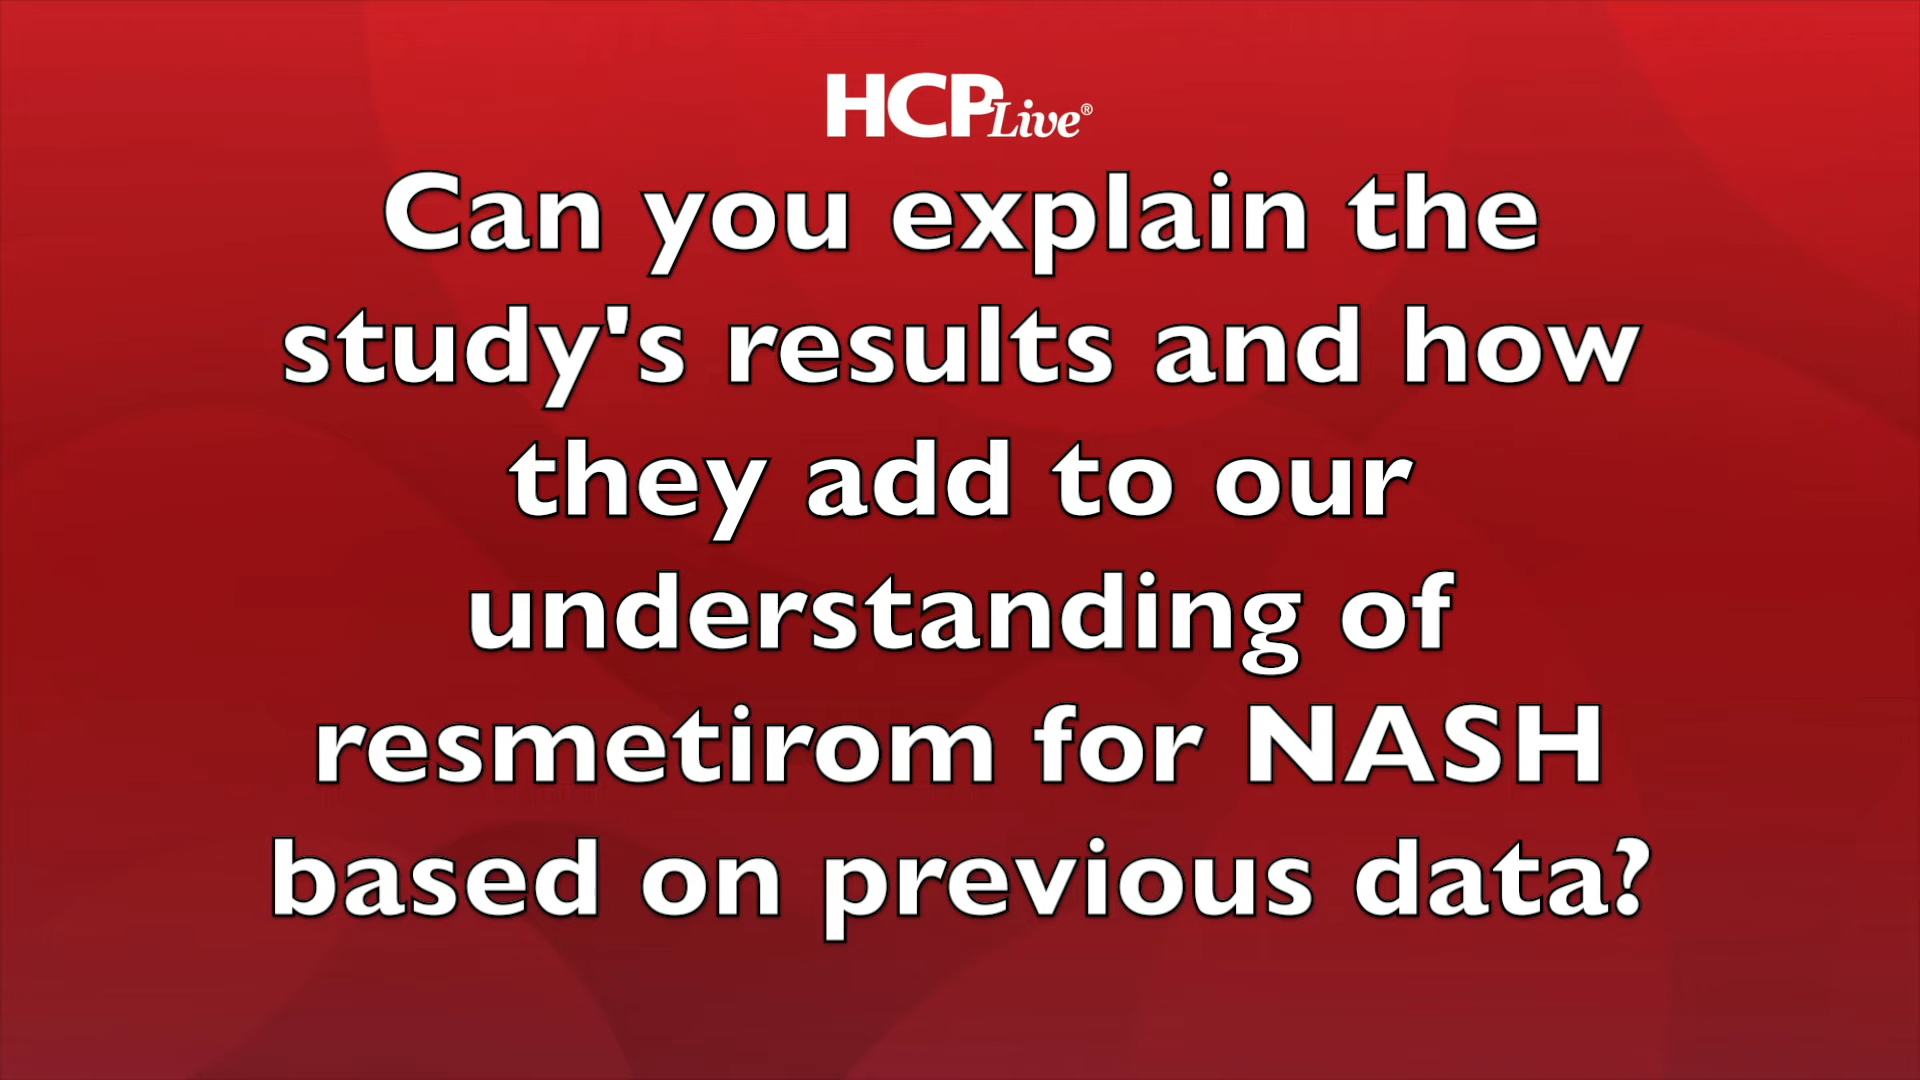 HCPLive®
Can you explain the
study's results and how
they add to our
understanding of
resmetirom for NASH
based on previous data?